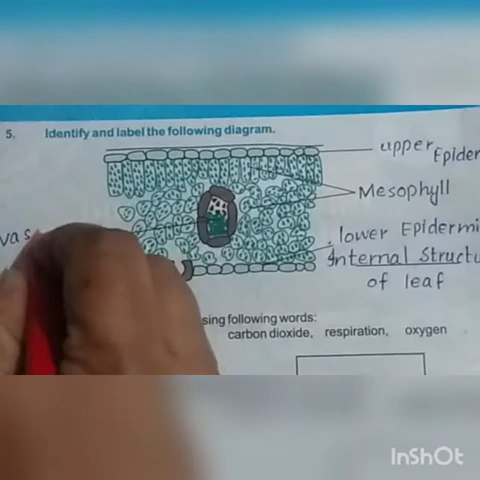 5. Identify and label the following diagram.
upper Epider
Mesophyll
vas
lower Epidermi
Internal Structu
of leaf
sing following words:
carbon dioxide, respiration, oxygen
InShOt